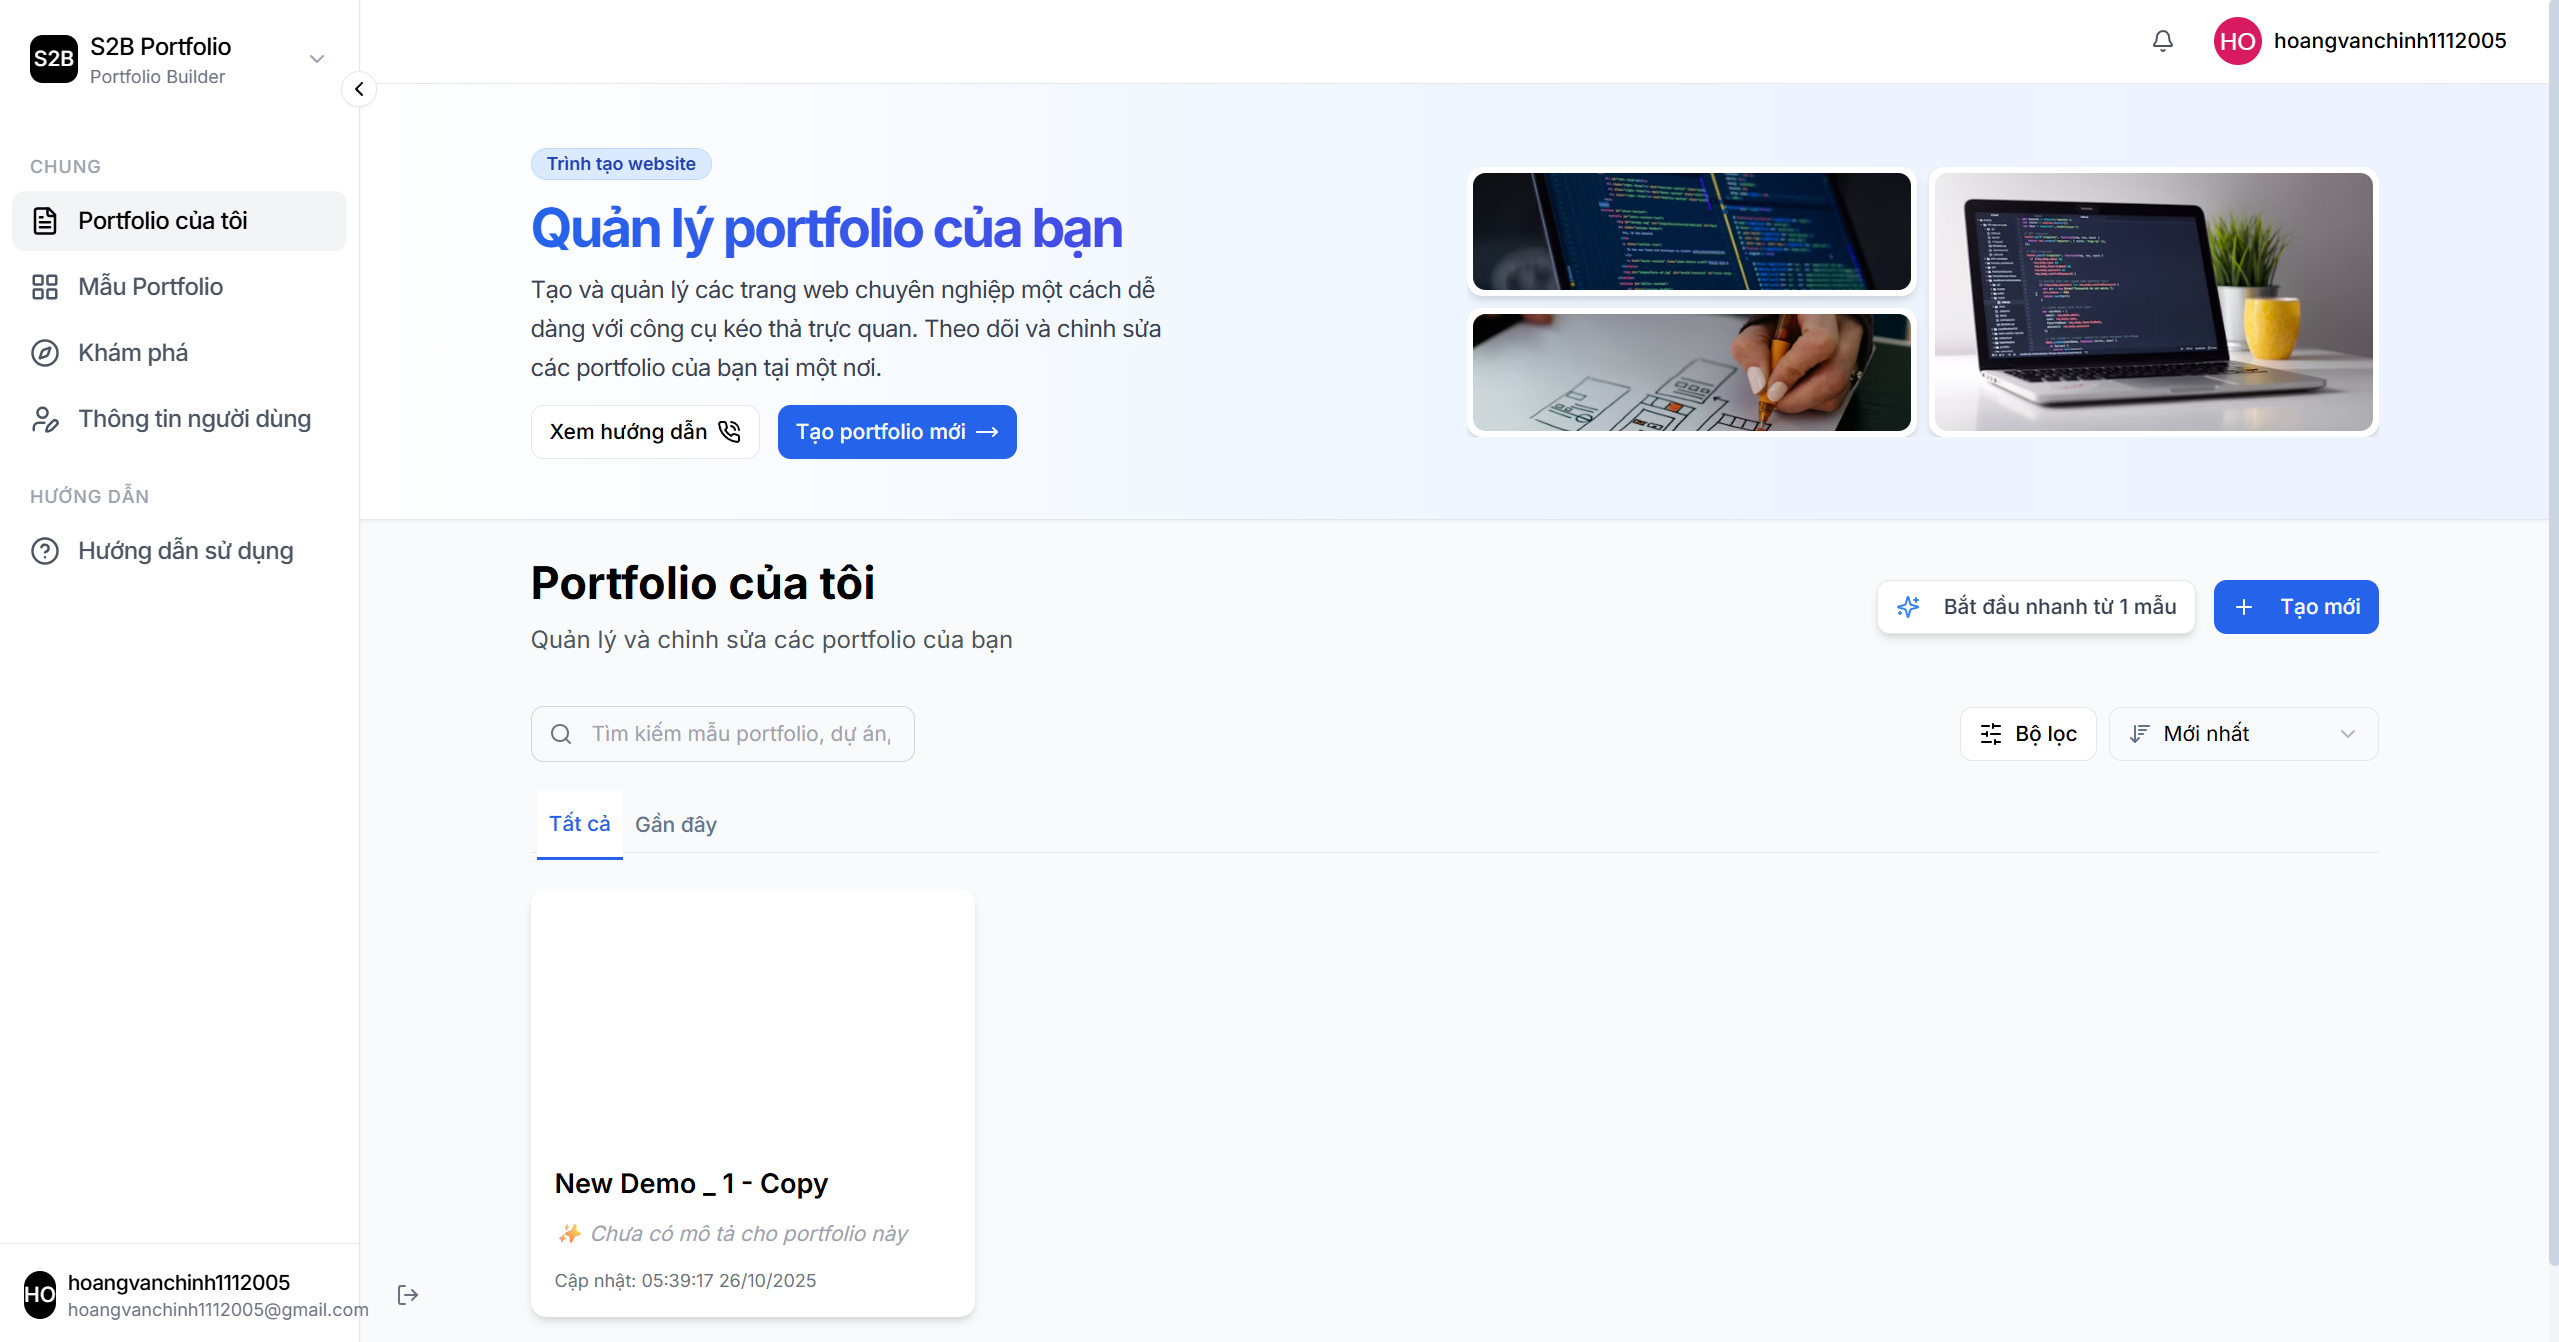 S2B
S2B Portfolio
Portfolio Builder
CHUNG
Portfolio của tôi
Mẫu Portfolio
Khám phá
Thông tin người dùng
HƯỚNG DẪN
Hướng dẫn sử dụng
HO
hoangvanchinh1112005
hoangvanchinh1112005@gmail.com
HO hoangvanchinh1112005
Trình tạo website
Quản lý portfolio của bạn
Tạo và quản lý các trang web chuyên nghiệp một cách dễ
dàng với công cụ kéo thả trực quan. Theo dõi và chỉnh sửa
các portfolio của bạn tại một nơi.
Xem hướng dẫn
Tạo portfolio mới
Portfolio của tôi
Quản lý và chỉnh sửa các portfolio của bạn
Bắt đầu nhanh từ 1 mẫu
Tạo mới
Tìm kiếm mẫu portfolio, dự án,
Bộ lọc
Mới nhất
Tất cả
Gần đây
New Demo _ 1 - Copy
Chưa có mô tả cho portfolio này
Cập nhật: 05:39:17 26/10/2025